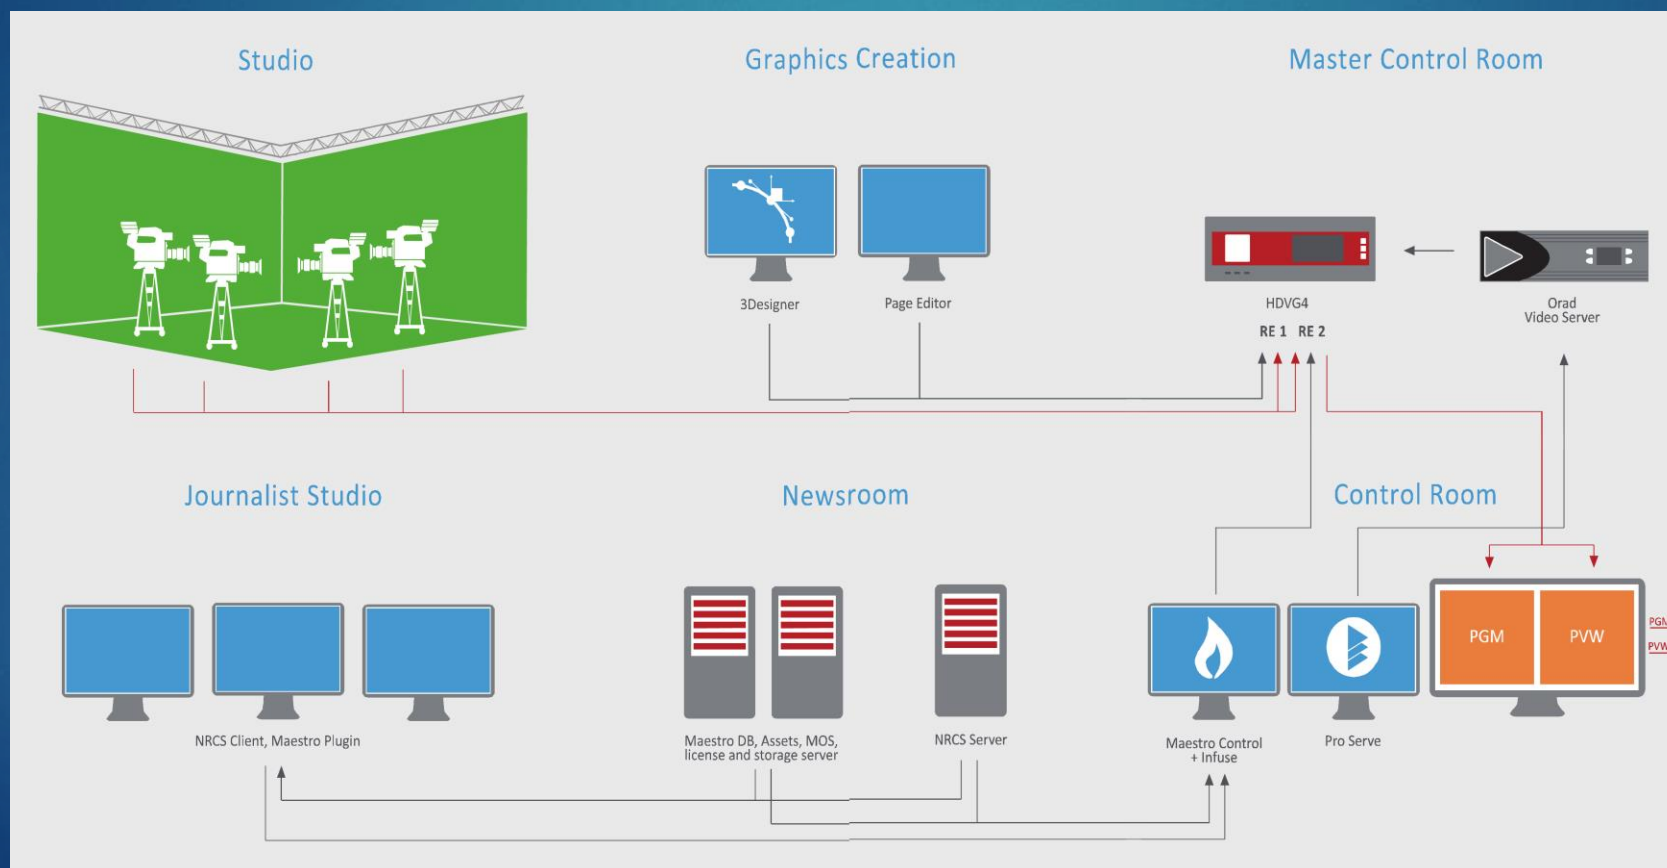 Studio
Graphics Creation
Master Control Room
3Designer
Page Editor
HDVG4
Orad
Video Server
RE 1 RE 2
Journalist Studio
Newsroom
Control Room
PGM
PVW
PGM
PVW
NRCS Client, Maestro Plugin
Maestro DB, Assets, MOS,
license and storage server
NRCS Server
Maestro Control
+ Infuse
Pro Serve